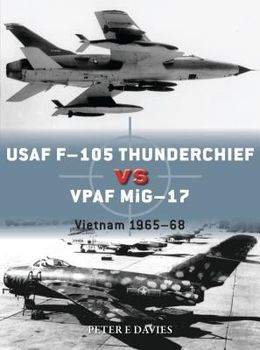 USAF F–105 THUNDERCHIEF
VS
VPAF MiG–17
Vietnam 1965–68
PETER E DAVIES